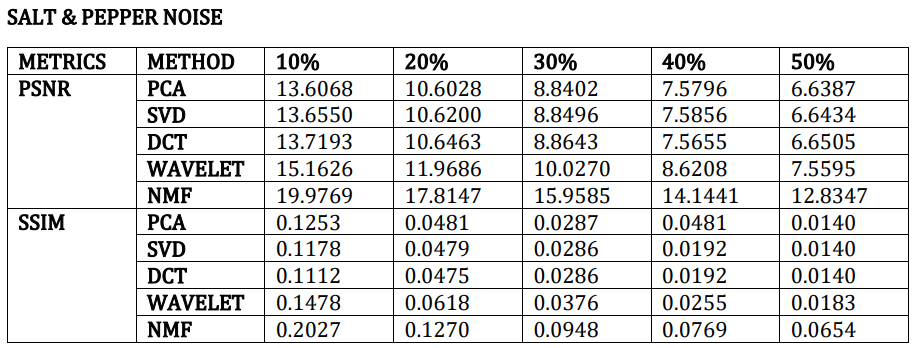 SALT & PEPPER NOISE
METRICS METHOD 10% 20% 30% 40% 50%
PSNR PCA 13.6068 10.6028 8.8402 7.5796 6.6387
SVD 13.6550 10.6200 8.8496 7.5856 6.6434
DCT 13.7193 10.6463 8.8643 7.5655 6.6505
WAVELET 15.1626 11.9686 10.0270 8.6208 7.5595
NMF 19.9769 17.8147 15.9585 14.1441 12.8347
SSIM PCA 0.1253 0.0481 0.0287 0.0481 0.0140
SVD 0.1178 0.0479 0.0286 0.0192 0.0140
DCT 0.1112 0.0475 0.0286 0.0192 0.0140
WAVELET 0.1478 0.0618 0.0376 0.0255 0.0183
NMF 0.2027 0.1270 0.0948 0.0769 0.0654